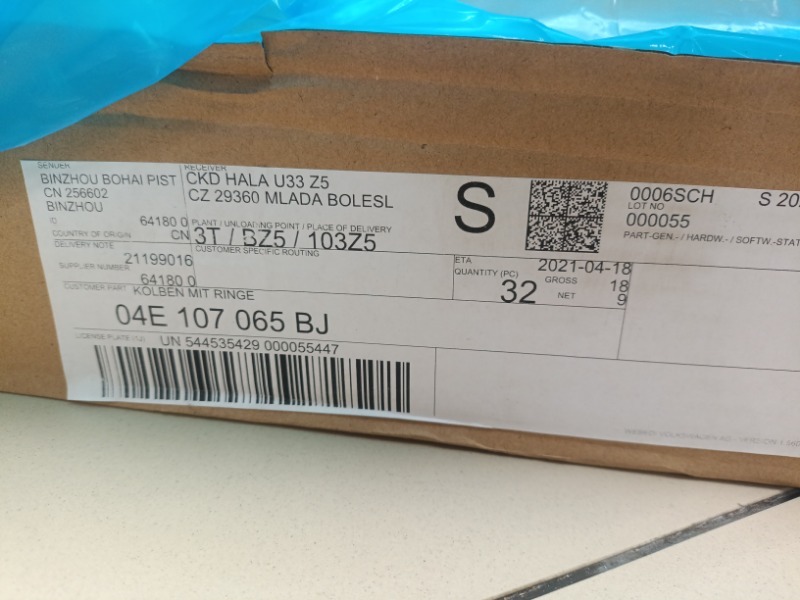 SENDER
BINZHOU BOHAI PIST
CN 256602
BINZHOU
ID 64180 0
COUNTRY OF ORIGIN CN
RECEIVER
CKD HALA U33 Z5
CZ 29360 MLADA BOLESL
PLANT / UNLOADING POINT / PLACE OF DELIVERY
3T / BZ5 / 103Z5
S
0006SCH
LOT NO
000055
S 20
PART-GEN.- / HARDW.- / SOFTW.-STAT
DELIVERY NOTE
21199016
SUPPLIER NUMBER
64180 0
CUSTOMER SPECIFIC ROUTING
ETA 2021-04-18
QUANTITY (PC) 32
GROSS 18
NET 9
CUSTOMER PART KOLBEN MIT RINGE
04E 107 065 BJ
LICENSE PLATE (1J) UN 544535429 000055447